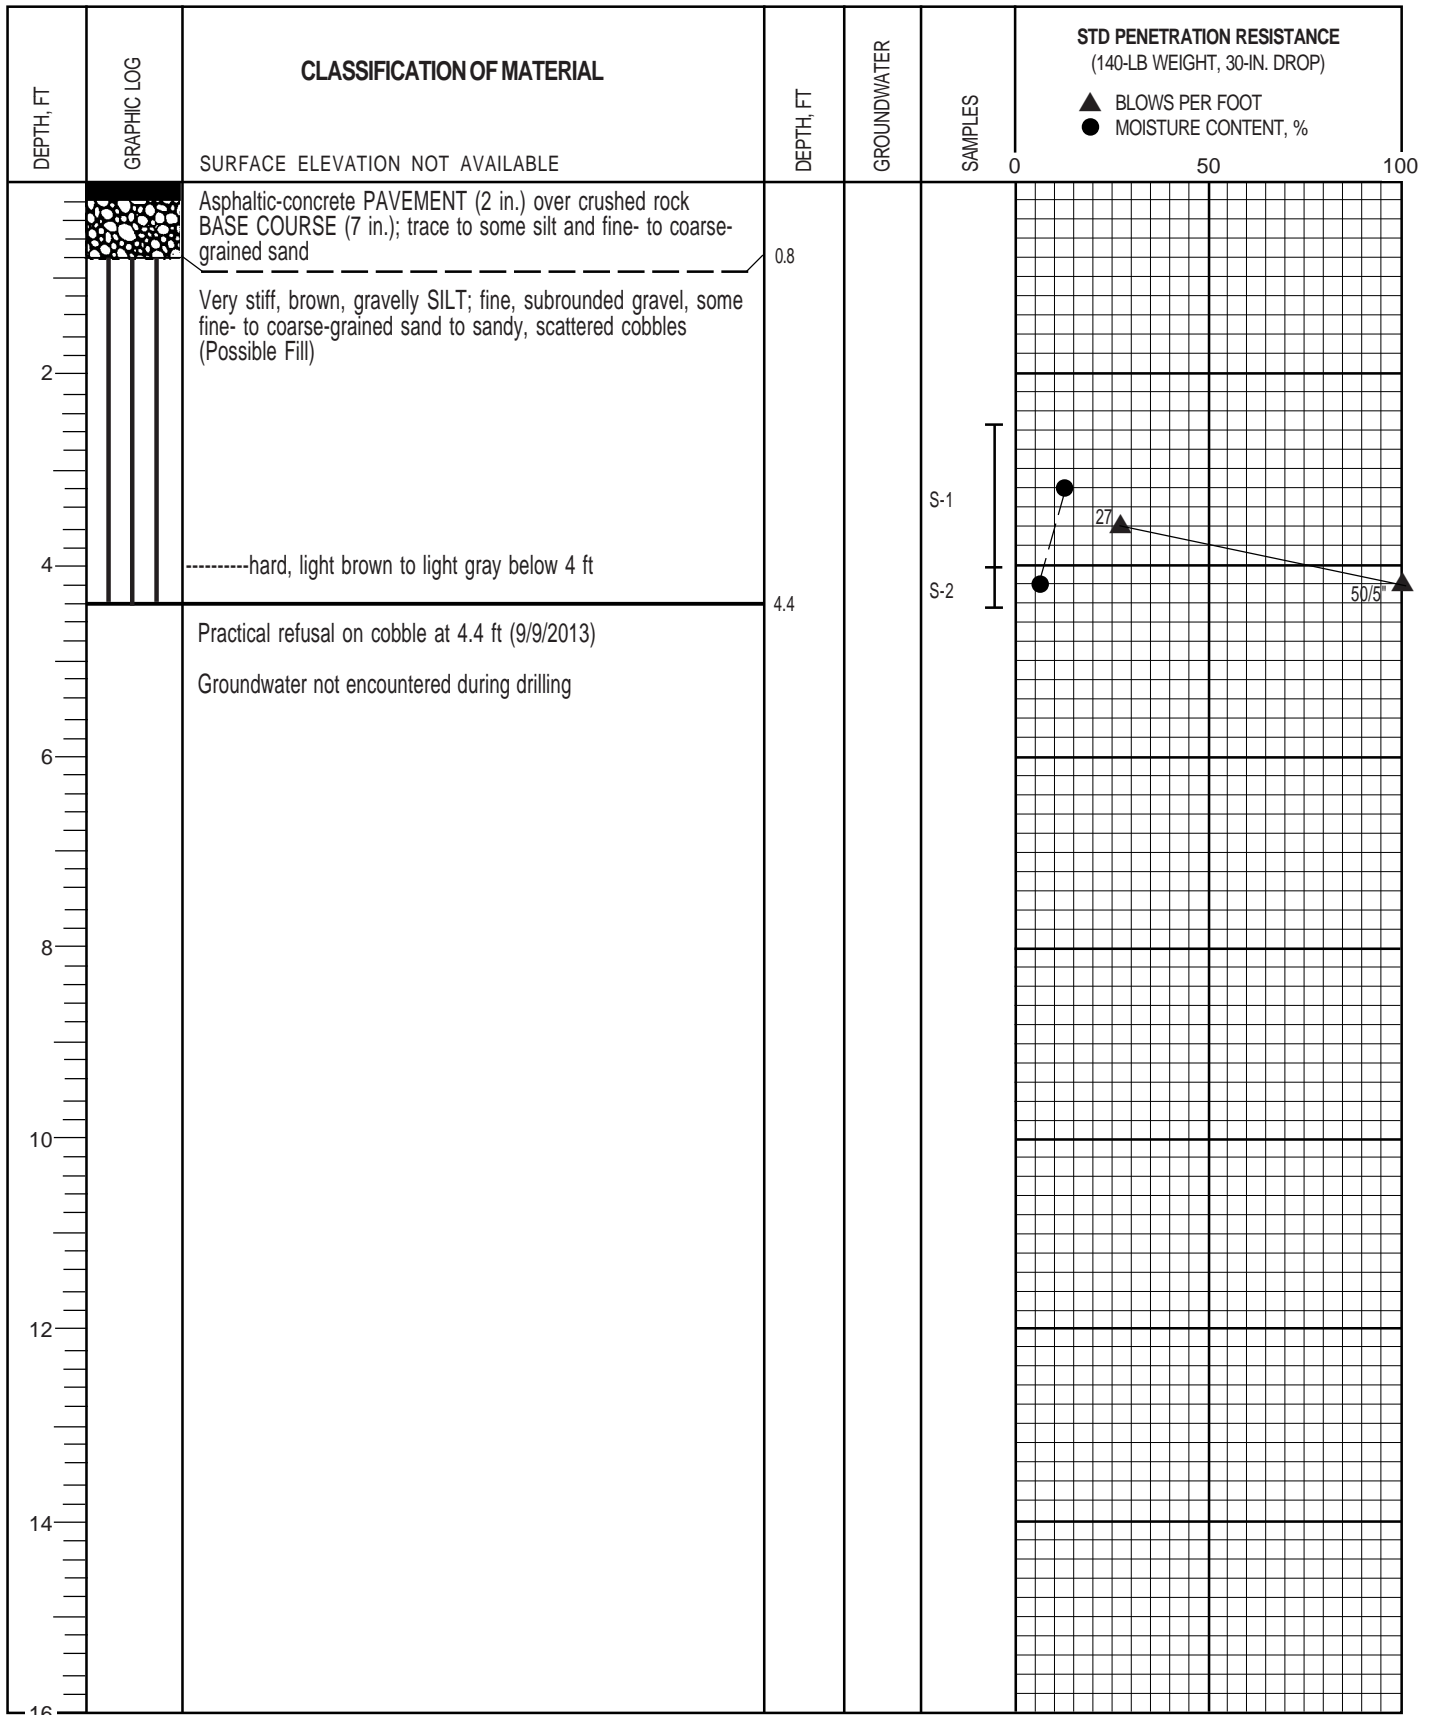 DEPTH, FT
GRAPHIC LOG
CLASSIFICATION OF MATERIAL
SURFACE ELEVATION NOT AVAILABLE
DEPTH, FT
GROUNDWATER
SAMPLES
STD PENETRATION RESISTANCE
(140-LB WEIGHT, 30-IN. DROP)
BLOWS PER FOOT
MOISTURE CONTENT, %
0 50 100
Asphaltic-concrete PAVEMENT (2 in.) over crushed rock
BASE COURSE (7 in.); trace to some silt and fine- to coarse-
grained sand
0.8
Very stiff, brown, gravelly SILT; fine, subrounded gravel, some
fine- to coarse-grained sand to sandy, scattered cobbles
(Possible Fill)
2
S-1
27
4
---------hard, light brown to light gray below 4 ft
S-2
50/5"
4.4
Practical refusal on cobble at 4.4 ft (9/9/2013)
Groundwater not encountered during drilling
6
8
10
12
14
16